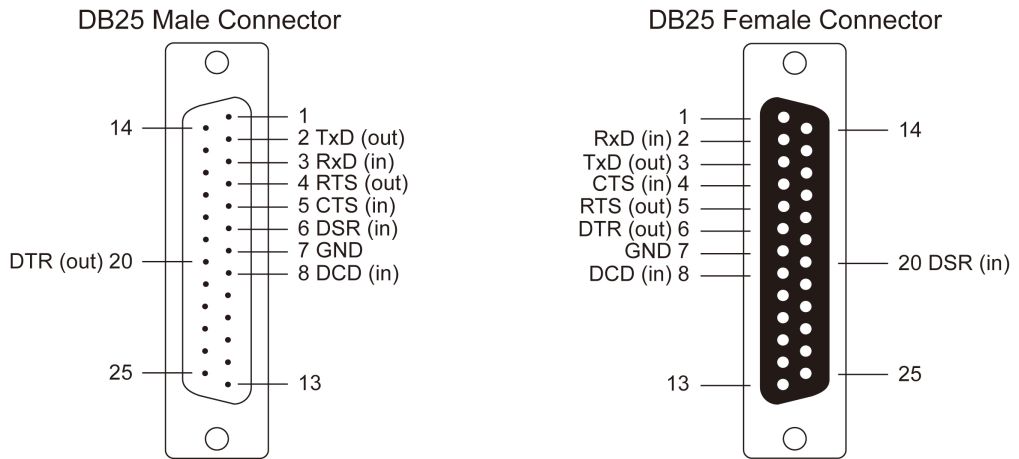 DB25 Male Connector
1
14
2 TxD (out)
3 RxD (in)
4 RTS (out)
5 CTS (in)
6 DSR (in)
7 GND
DTR (out) 20
8 DCD (in)
25
13
DB25 Female Connector
1
14
RxD (in) 2
TxD (out) 3
CTS (in) 4
RTS (out) 5
DTR (out) 6
GND 7
20 DSR (in)
DCD (in) 8
25
13